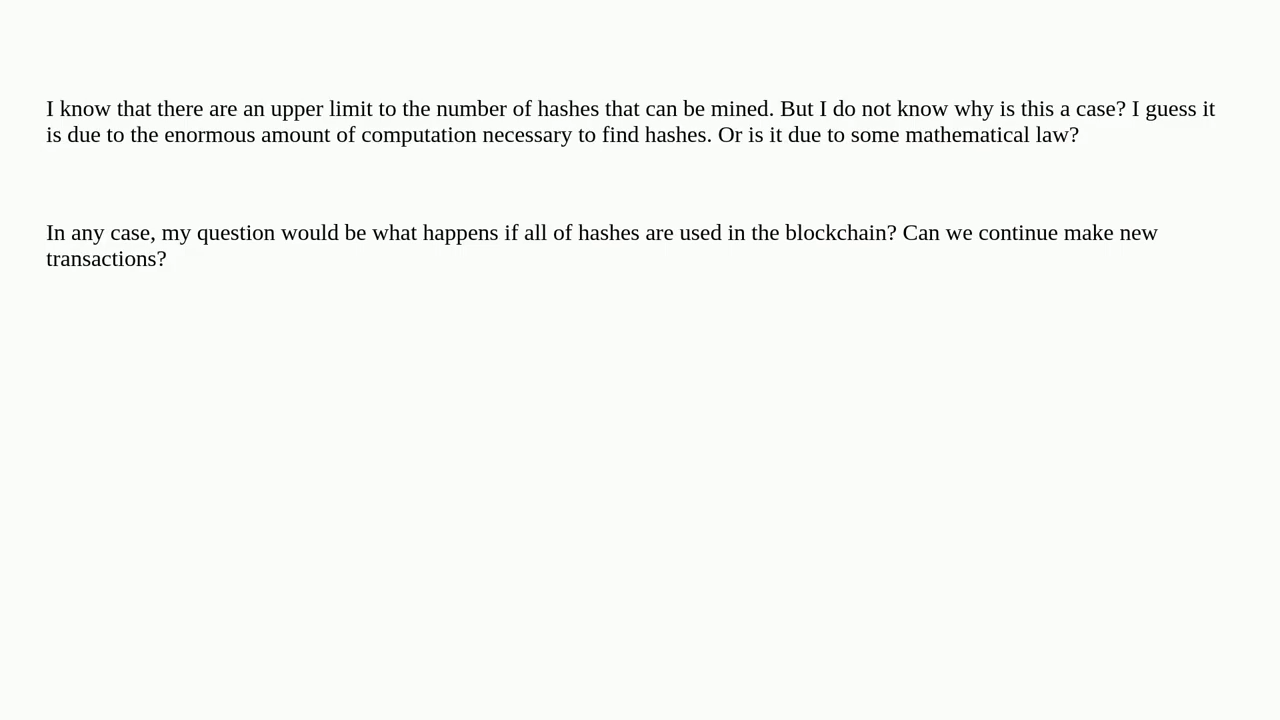 I know that there are an upper limit to the number of hashes that can be mined. But I do not know why is this a case? I guess it
is due to the enormous amount of computation necessary to find hashes. Or is it due to some mathematical law?
In any case, my question would be what happens if all of hashes are used in the blockchain? Can we continue make new
transactions?